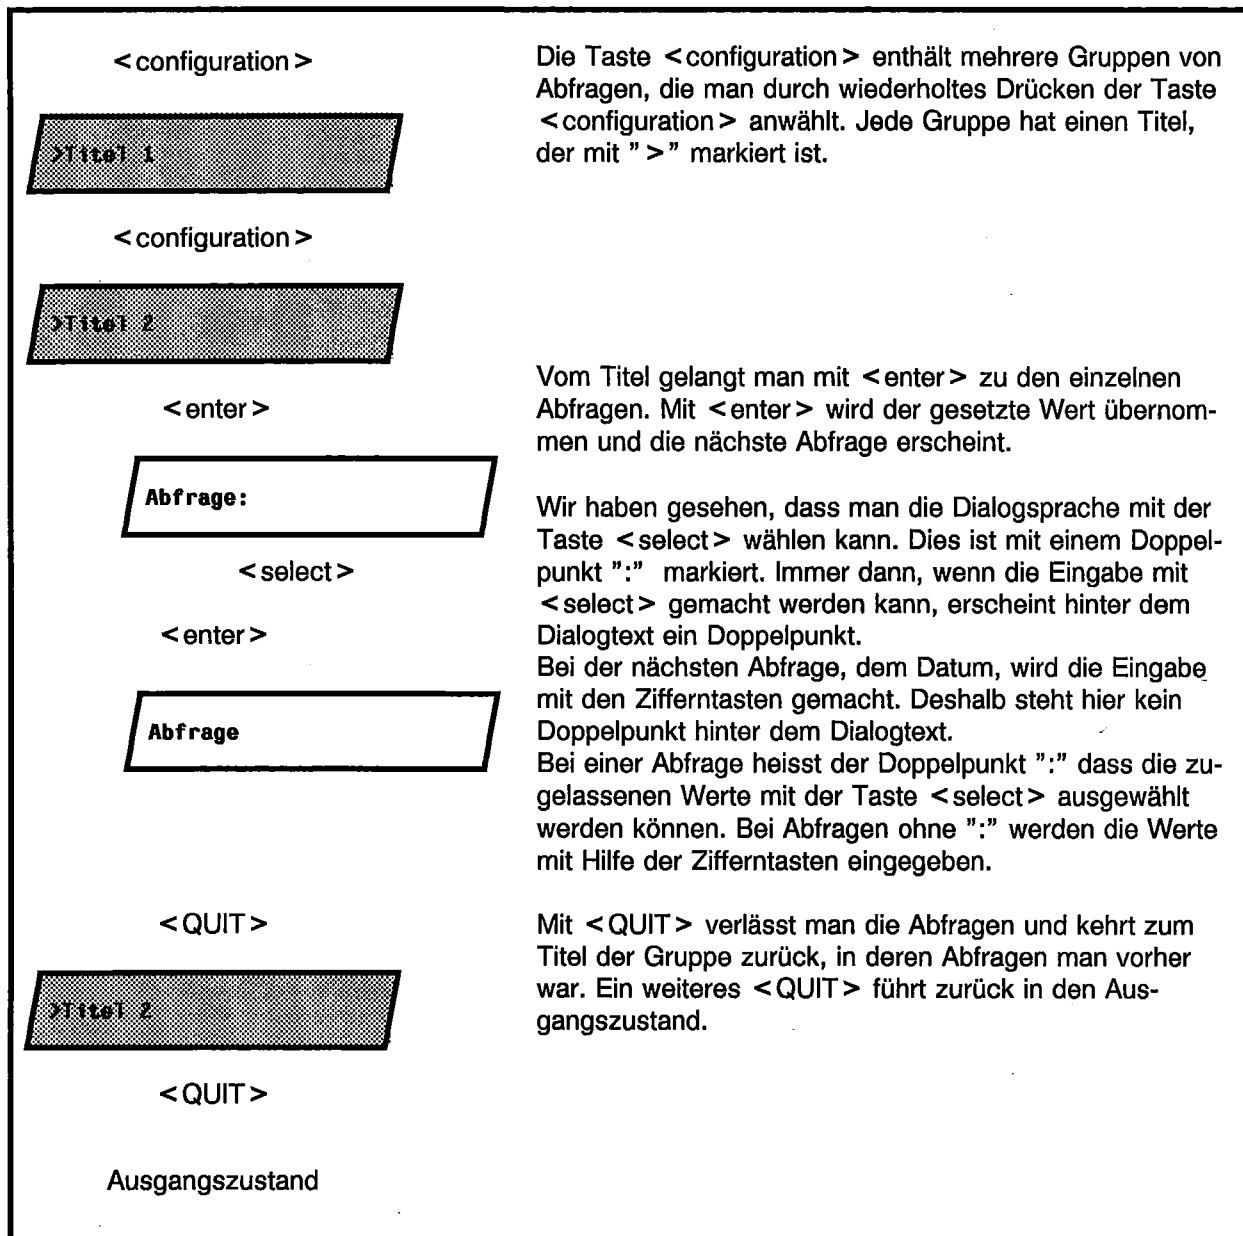 <configuration>
>Titel 1
<configuration>
>Titel 2
<enter>
Abfrage:
<select>
<enter>
Abfrage
<QUIT>
>Titel 2
<QUIT>
Ausgangszustand
Die Taste <configuration> enthält mehrere Gruppen von
Abfragen, die man durch wiederholtes Drücken der Taste
<configuration> anwählt. Jede Gruppe hat einen Titel,
der mit ">" markiert ist.
Vom Titel gelangt man mit <enter> zu den einzelnen
Abfragen. Mit <enter> wird der gesetzte Wert übernom-
men und die nächste Abfrage erscheint.
Wir haben gesehen, dass man die Dialogsprache mit der
Taste <select> wählen kann. Dies ist mit einem Doppel-
punkt ":" markiert. Immer dann, wenn die Eingabe mit
<select> gemacht werden kann, erscheint hinter dem
Dialogtext ein Doppelpunkt.
Bei der nächsten Abfrage, dem Datum, wird die Eingabe
mit den Zifferntasten gemacht. Deshalb steht hier kein
Doppelpunkt hinter dem Dialogtext.
Bei einer Abfrage heisst der Doppelpunkt ":" dass die zu-
gelassenen Werte mit der Taste <select> ausgewählt
werden können. Bei Abfragen ohne ":" werden die Werte
mit Hilfe der Zifferntasten eingegeben.
Mit <QUIT> verlässt man die Abfragen und kehrt zum
Titel der Gruppe zurück, in deren Abfragen man vorher
war. Ein weiteres <QUIT> führt zurück in den Aus-
gangszustand.